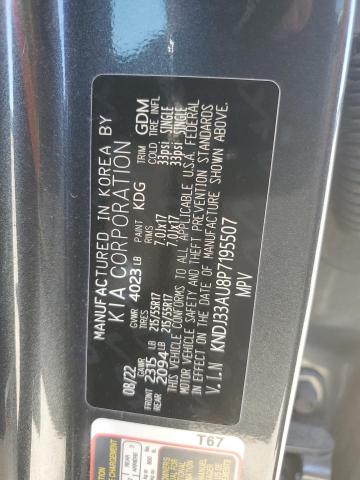 MANUFACTURED IN KOREA BY
KIA CORPORATION
GVWR 4023 LB PAINT KDG TRIM GDM
08/22 GAWR TIRES RIMS COLD TIRE INFL
FRONT 2315 LB 215/55R17 7.0Jx17 33psi SINGLE
REAR 2094 LB 215/55R17 7.0Jx17 33psi SINGLE
THIS VEHICLE CONFORMS TO ALL APPLICABLE U.S.A. FEDERAL
MOTOR VEHICLE SAFETY, BUMPER, AND THEFT PREVENTION
STANDARDS IN EFFECT ON THE DATE OF MANUFACTURE SHOWN ABOVE.
V.I.N KNDJ33AU8P7195507
MPV
T67